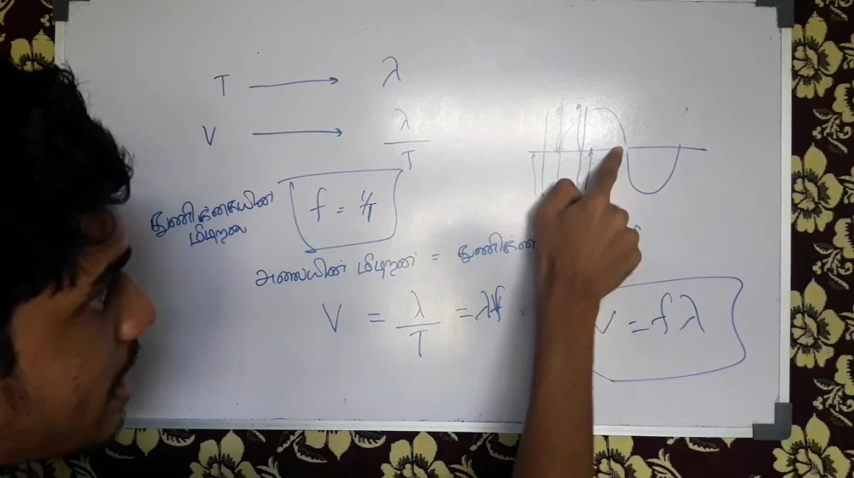 T → λ
V → λ/T
துணிக்கையின்
மீடிறன்
f = 1/T
அலையின் மீடிறன் = துணிக்
V = λ/T = λf
V = fλ